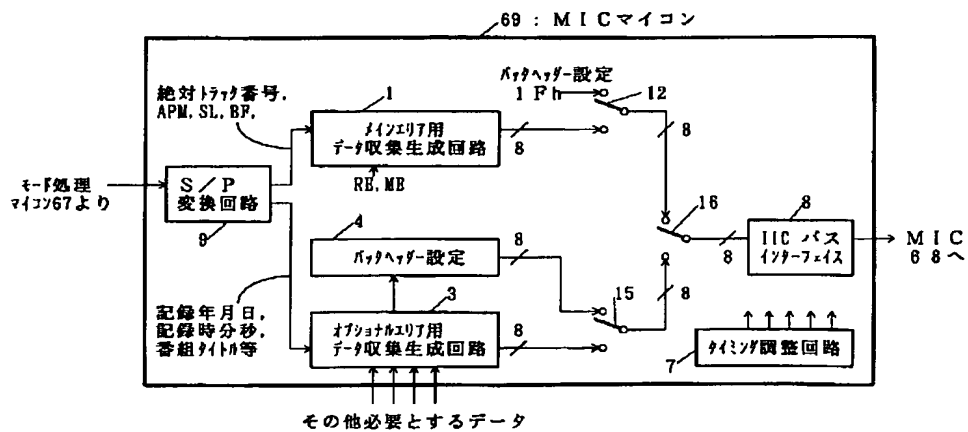 69 : MICマイコン
パックヘッダー設定
1Fh
12
絶対トラック番号,
APM, SL, BF,
1
メインエリア用
データ収集生成回路
8
8
RE, ME
モード処理
マイコン67より
S/P
変換回路
9
16
8
8
IICバス
インターフェイス
MIC
68へ
4
パックヘッダー設定
8
8
15
3
記録年月日,
記録時分秒,
番組タイトル等
オプショナルエリア用
データ収集生成回路
8
7
タイミング調整回路
その他必要とするデータ